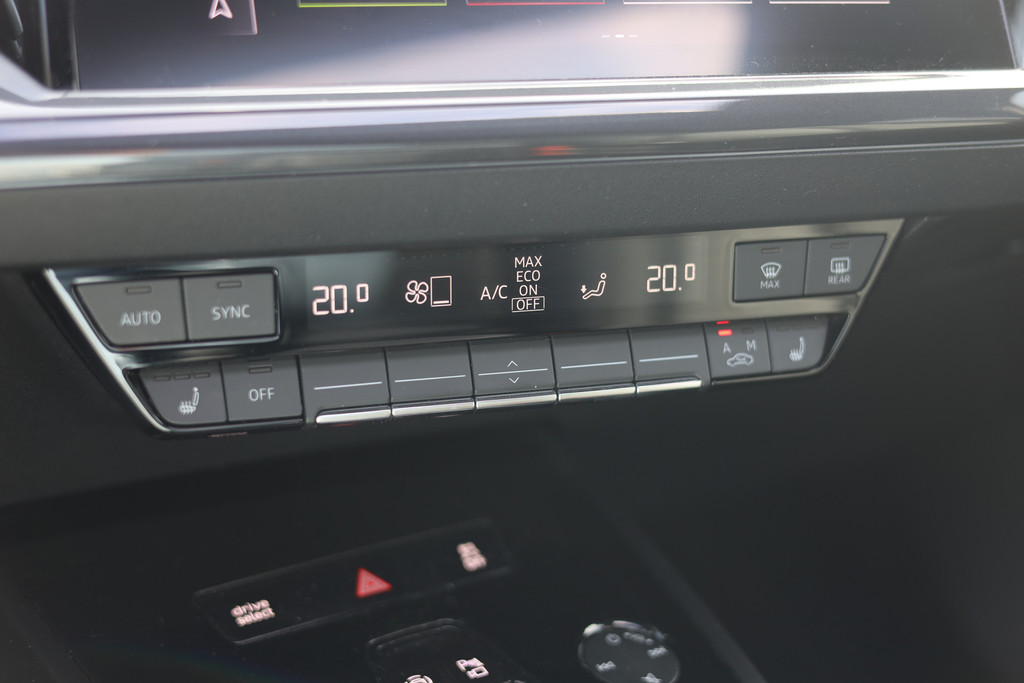 AUTO
SYNC
20.0
A/C
MAX
ECO
ON
OFF
20.0
MAX
REAR
OFF
A M
drive
select